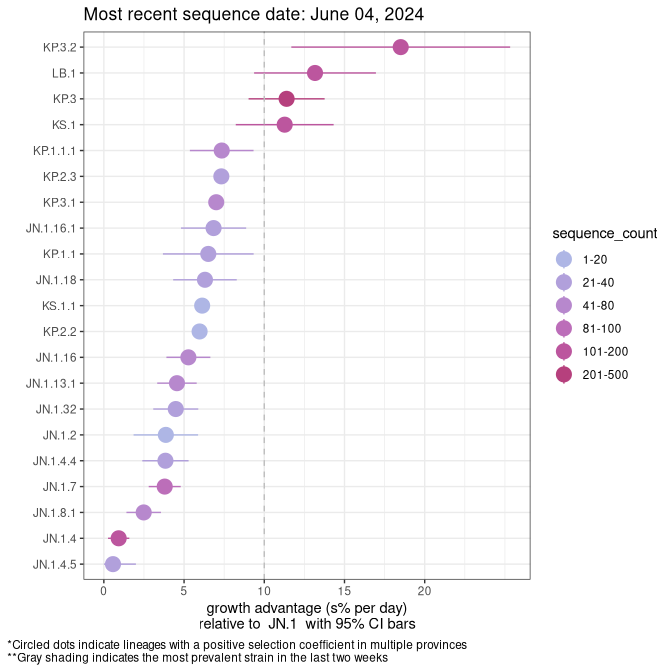 Most recent sequence date: June 04, 2024
KP.3.2
LB.1
KP.3
KS.1
KP.1.1.1
KP.2.3
KP.3.1
JN.1.16.1
KP.1.1
JN.1.18
KS.1.1
KP.2.2
JN.1.16
JN.1.13.1
JN.1.32
JN.1.2
JN.1.4.4
JN.1.7
JN.1.8.1
JN.1.4
JN.1.4.5
0 5 10 15 20
growth advantage (s% per day)
relative to JN.1 with 95% CI bars
sequence_count
1-20
21-40
41-80
81-100
101-200
201-500
*Circled dots indicate lineages with a positive selection coefficient in multiple provinces
**Gray shading indicates the most prevalent strain in the last two weeks